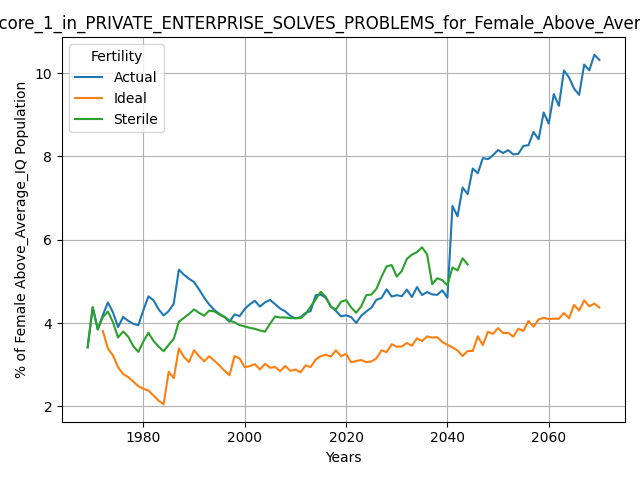 core_1_in_PRIVATE_ENTERPRISE_SOLVES_PROBLEMS_for_Female_Above_Aver
Fertility
Actual
Ideal
Sterile
% of Female Above_Average_IQ Population
10
8
6
4
2
1980 2000 2020 2040 2060
Years